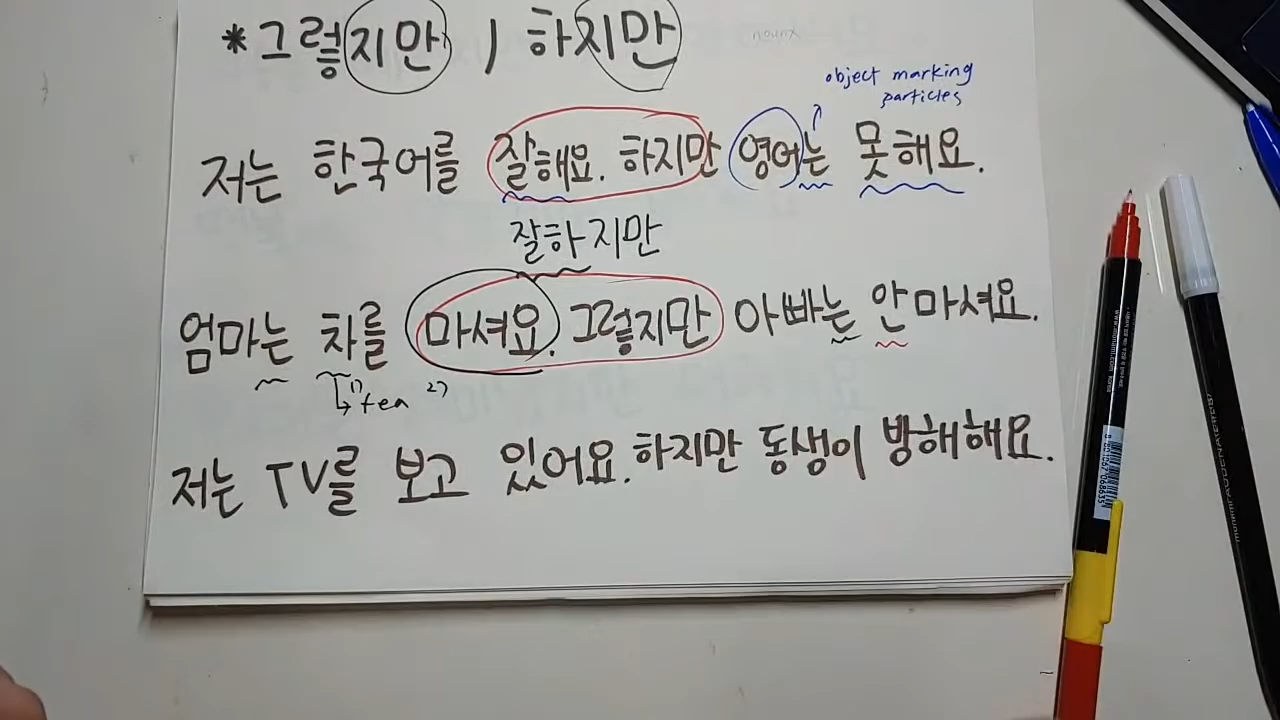 *그렇지만 / 하지만
nounx
object marking
particles
저는 한국어를 잘해요. 하지만 영어는 못해요.
잘하지만
엄마는 차를 마셔요. 그렇지만 아빠는 안 마셔요.
1) 2)
tea
저는 TV를 보고 있어요. 하지만 동생이 방해해요.